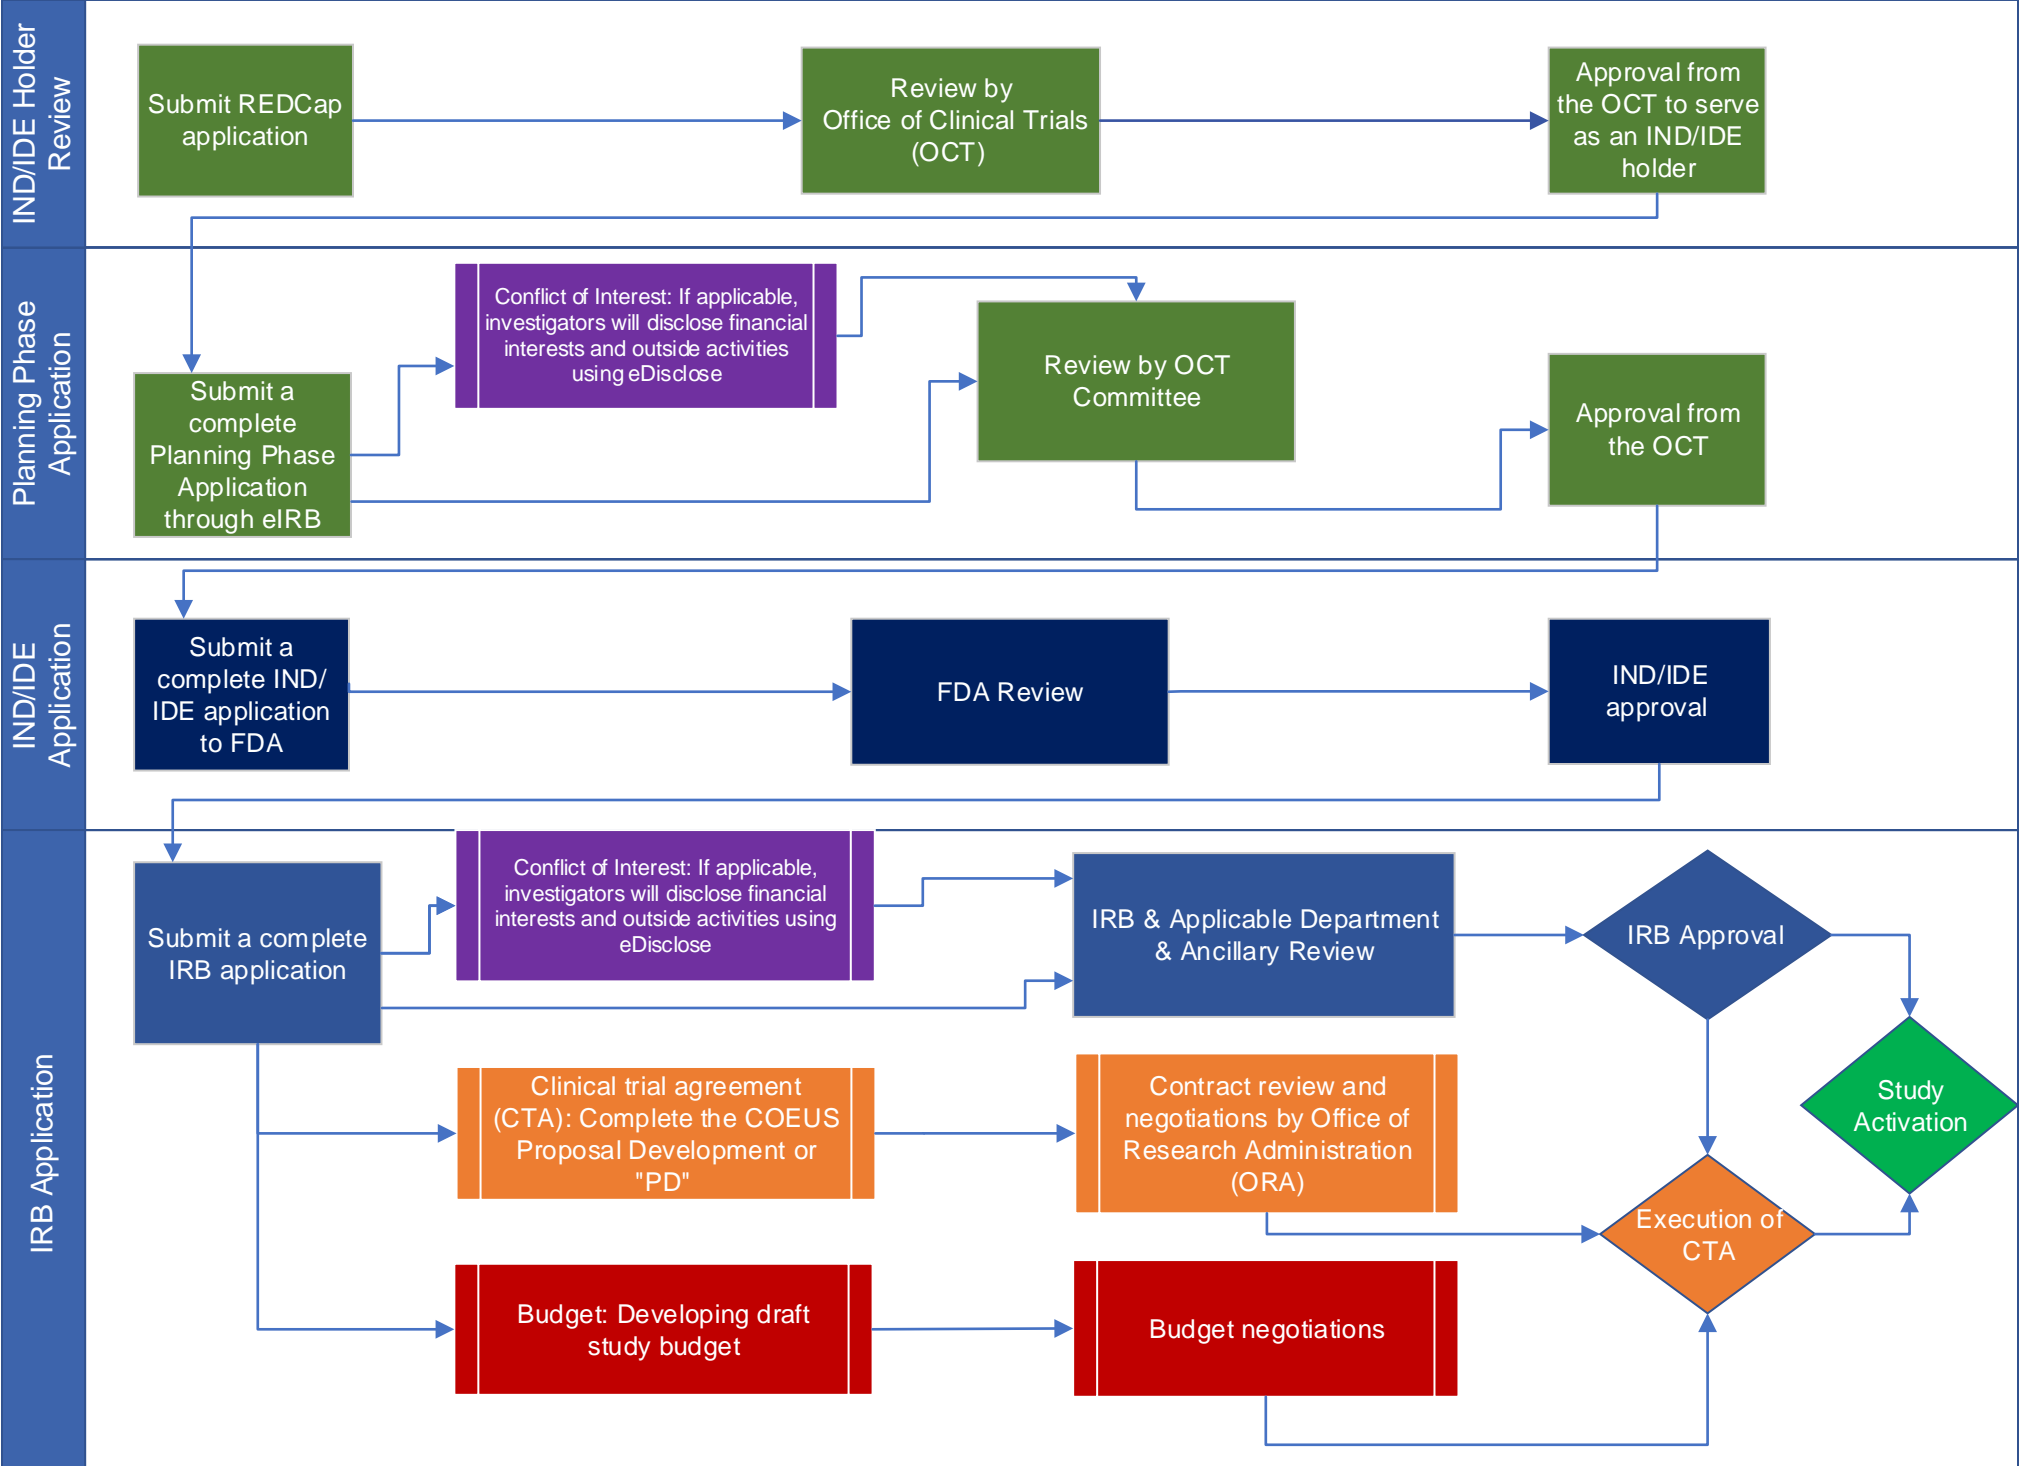 IND/IDE Holder
Review
Submit REDCap
application
Review by
Office of Clinical Trials
(OCT)
Approval from
the OCT to serve
as an IND/IDE
holder
Planning Phase
Application
Submit a
complete
Planning Phase
Application
through eIRB
Conflict of Interest: If applicable,
investigators will disclose financial
interests and outside activities
using eDisclose
Review by OCT
Committee
Approval from
the OCT
IND/IDE
Application
Submit a
complete IND/
IDE application
to FDA
FDA Review
IND/IDE
approval
IRB Application
Submit a complete
IRB application
Conflict of Interest: If applicable,
investigators will disclose financial
interests and outside activities using
eDisclose
IRB & Applicable Department
& Ancillary Review
IRB Approval
Clinical trial agreement
(CTA): Complete the COEUS
Proposal Development or
"PD"
Contract review and
negotiations by Office of
Research Administration
(ORA)
Study
Activation
Execution of
CTA
Budget: Developing draft
study budget
Budget negotiations